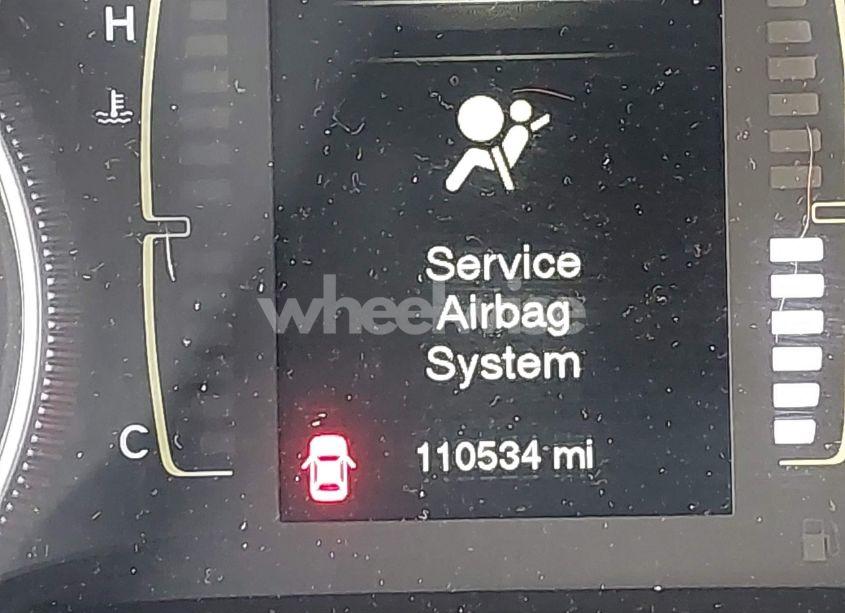 H
Service
Airbag
System
C
110534 mi